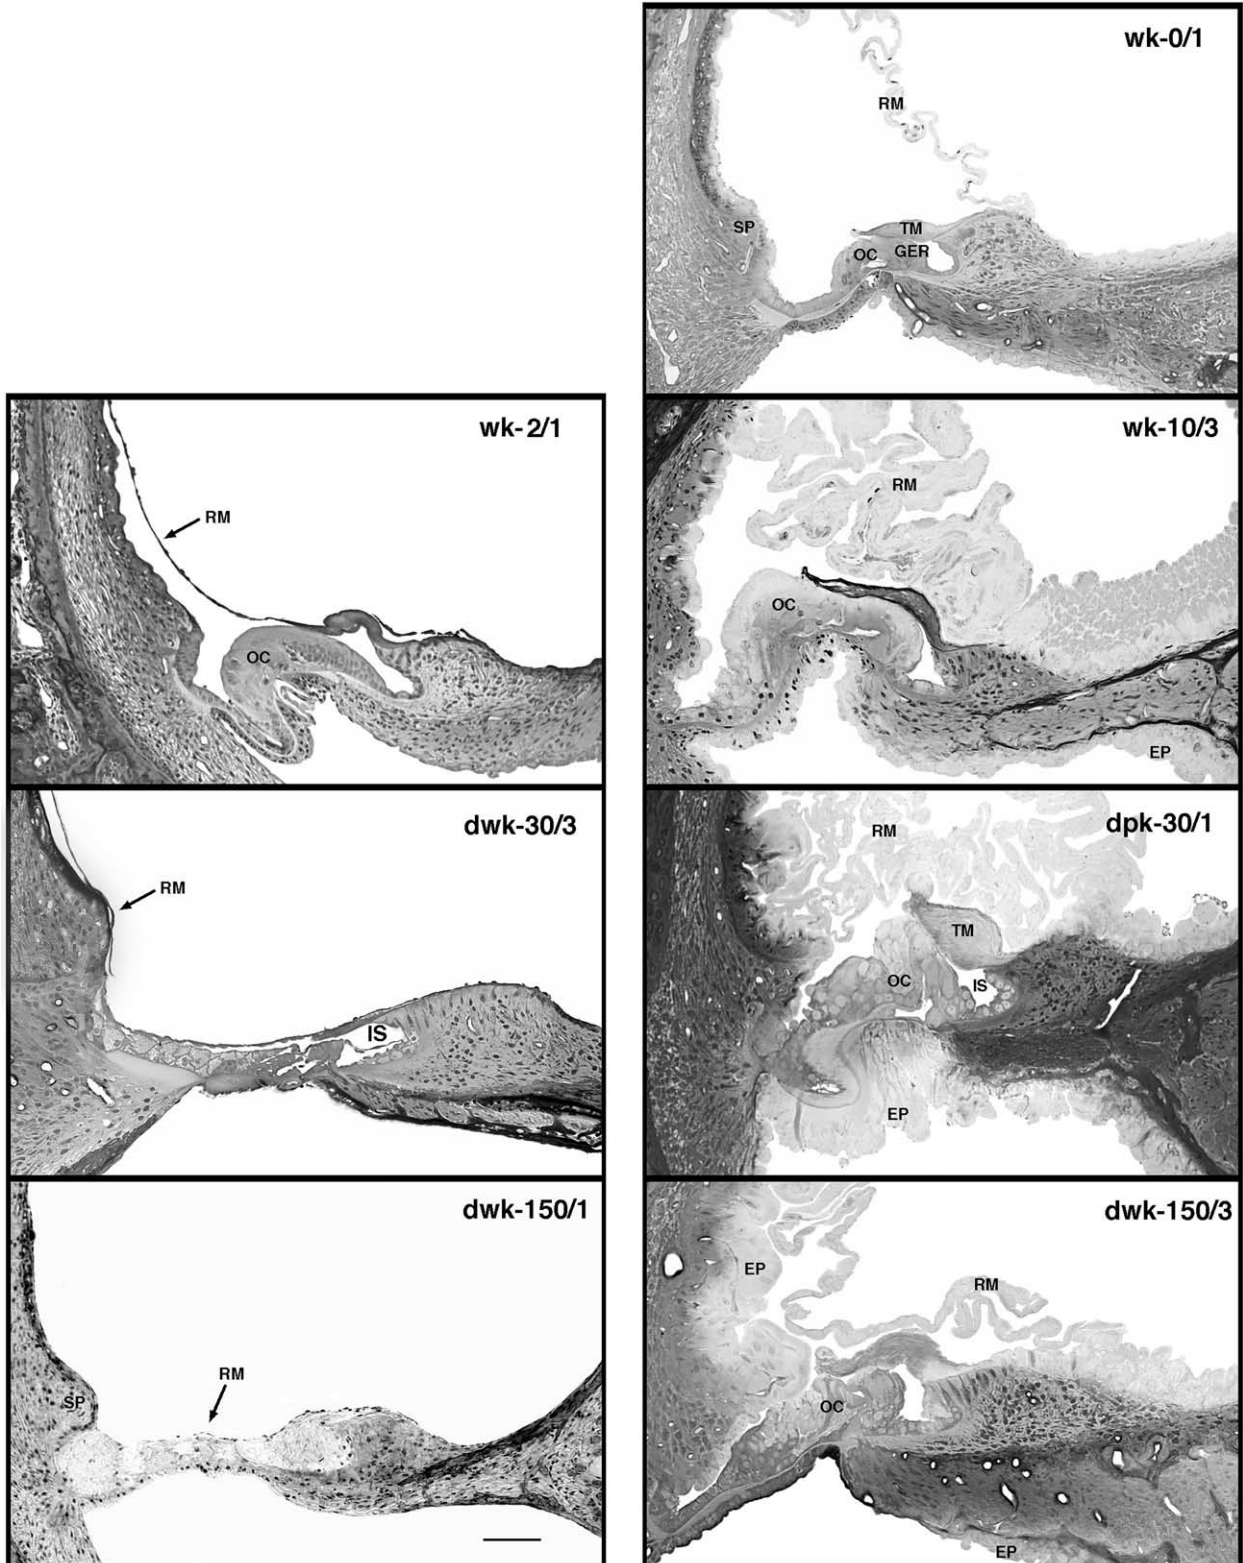 wk-0/1
RM
SP
TM
OC
GER
wk-2/1
RM
OC
wk-10/3
RM
OC
EP
dwk-30/3
RM
IS
dpk-30/1
RM
TM
OC
IS
EP
dwk-150/1
RM
SP
dwk-150/3
EP
RM
OC
EP